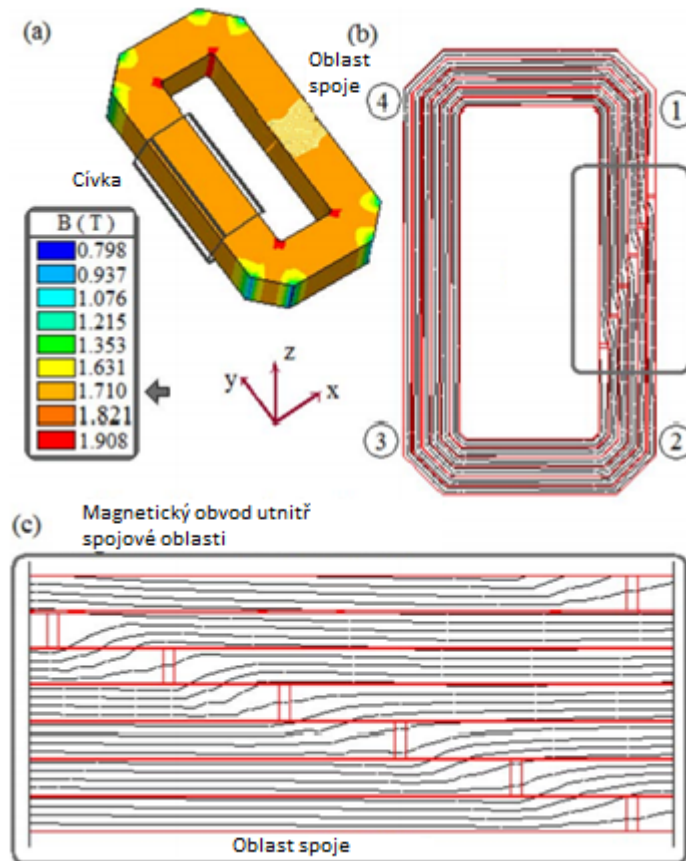 (a)
Oblast
spoje
Cívka
B ( T )
0.798
0.937
1.076
1.215
1.353
1.631
1.710
1.821
1.908
z
y
x
(b)
4
1
3
2
(c)
Magnetický obvod utnitř
spojové oblasti
Oblast spoje